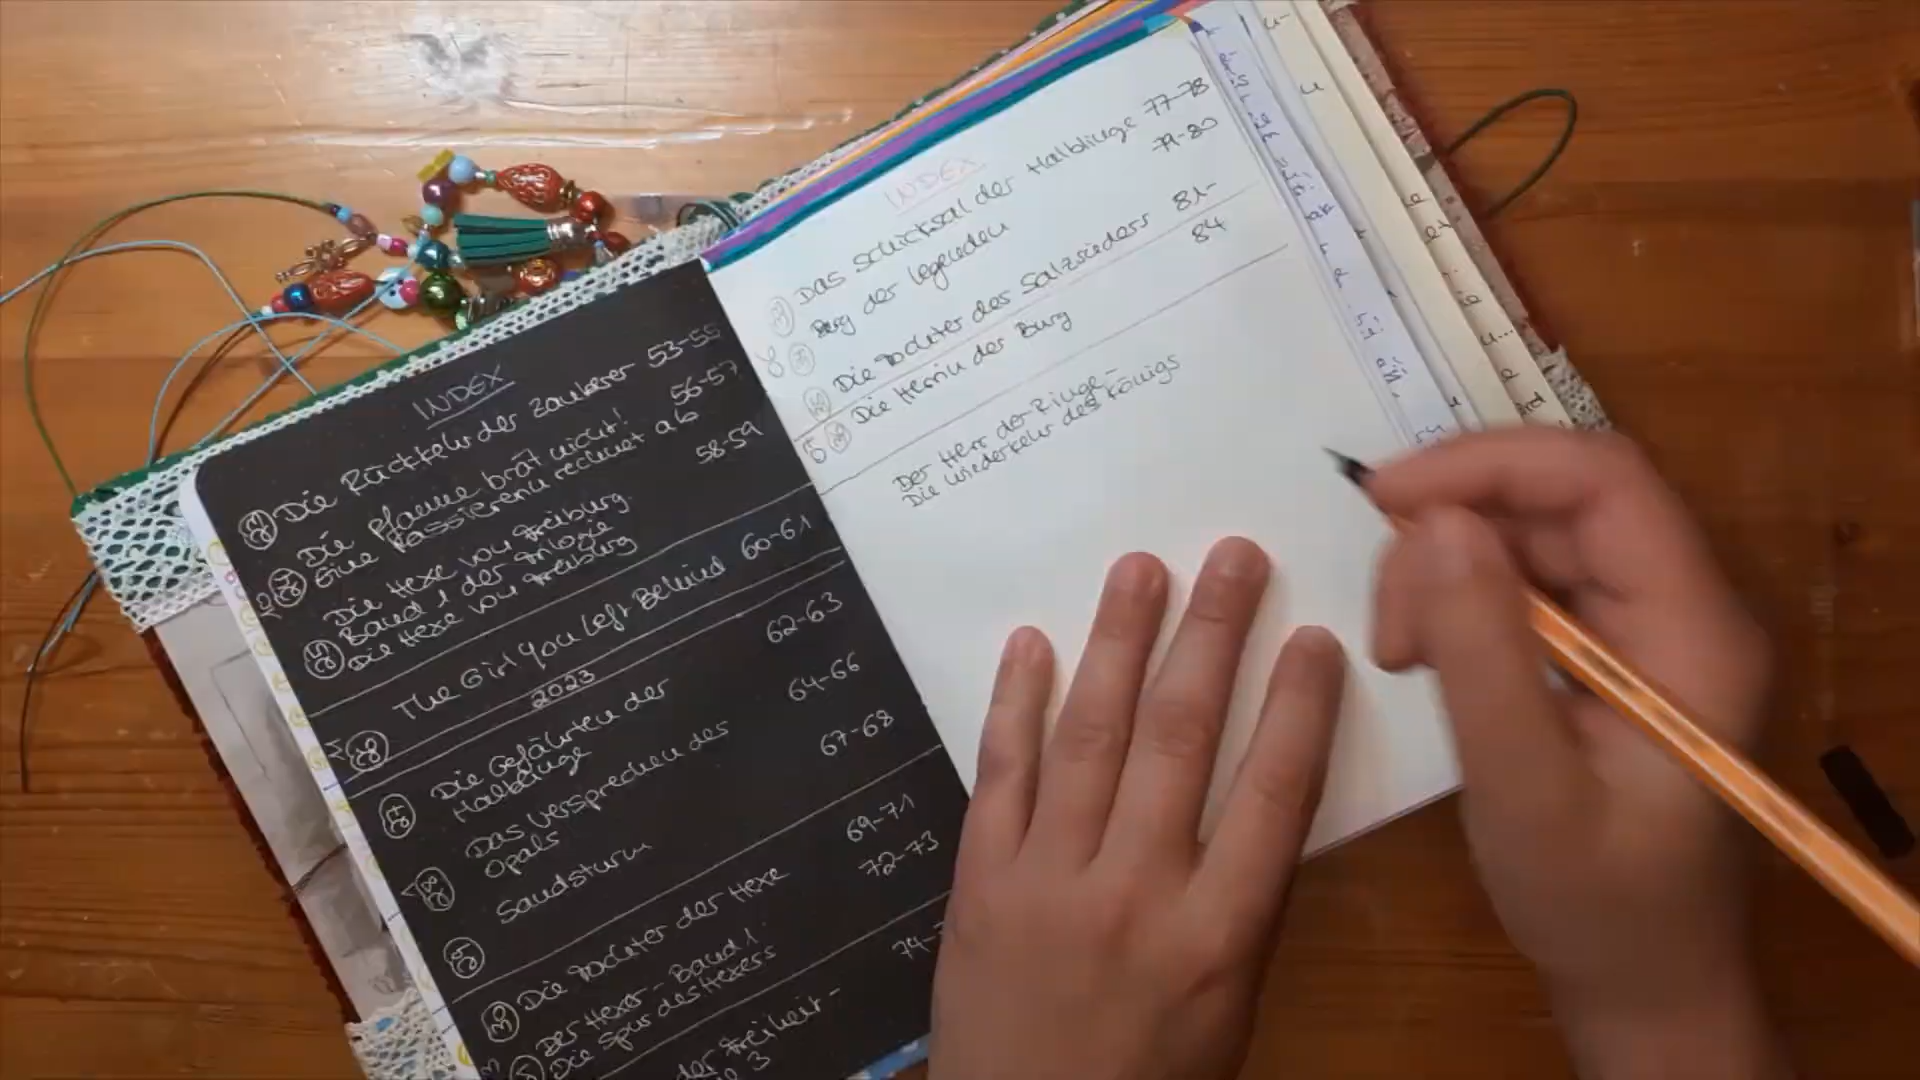 INDEX
Die Rückkehr der Zauberer 53-55
Die Pfanne brät nicht! 56-57
Eine Kassiererin rechnet ab
Die Hexe von Freiburg. 58-59
Band 1 der Trilogie
Die Hexe von Freiburg
The Girl You Left Behind 60-61
2023
Die Gefährten der 62-63
Halblinge
Das Versprechen des 64-66
Opals
Sandsturm 67-68
Die Tochter der Hexe 69-71
Der Hexer - Band 1. 72-73
Die Spur des Hexers
der Freiheit -
3
INDEX
Das Schicksal der Halblinge 77-78
Burg der Legenden 79-80
Die Tochter des Salzsieders 81-
Die Herrin der Burg 84
Der Herr der Ringe -
Die Wiederkehr des Königs